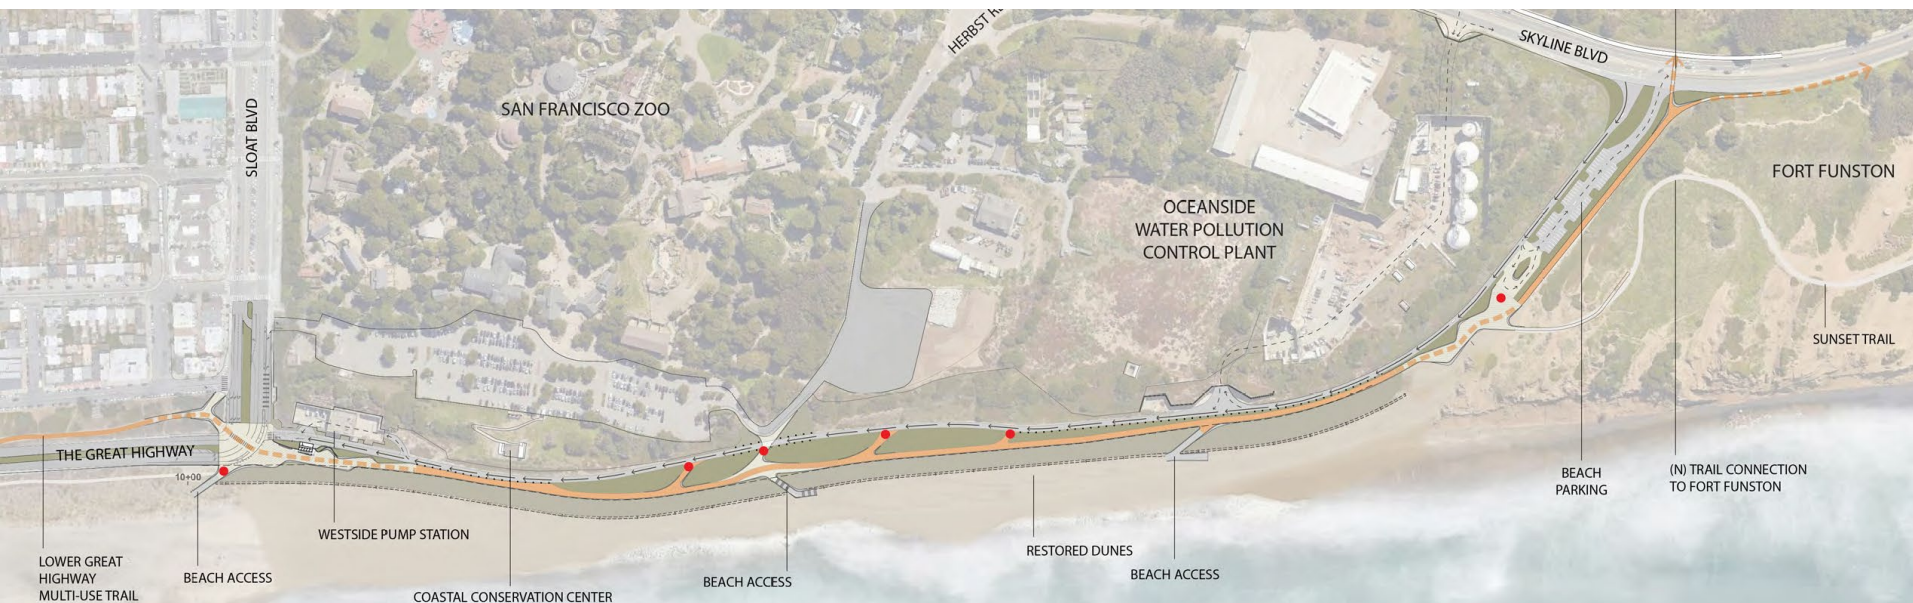 HERBST
SKYLINE BLVD
SLOAT BLVD
SAN FRANCISCO ZOO
FORT FUNSTON
OCEANSIDE
WATER POLLUTION
CONTROL PLANT
SUNSET TRAIL
THE GREAT HIGHWAY
10+00
BEACH
PARKING
(N) TRAIL CONNECTION
TO FORT FUNSTON
WESTSIDE PUMP STATION
RESTORED DUNES
LOWER GREAT
HIGHWAY
MULTI-USE TRAIL
BEACH ACCESS
BEACH ACCESS
BEACH ACCESS
COASTAL CONSERVATION CENTER